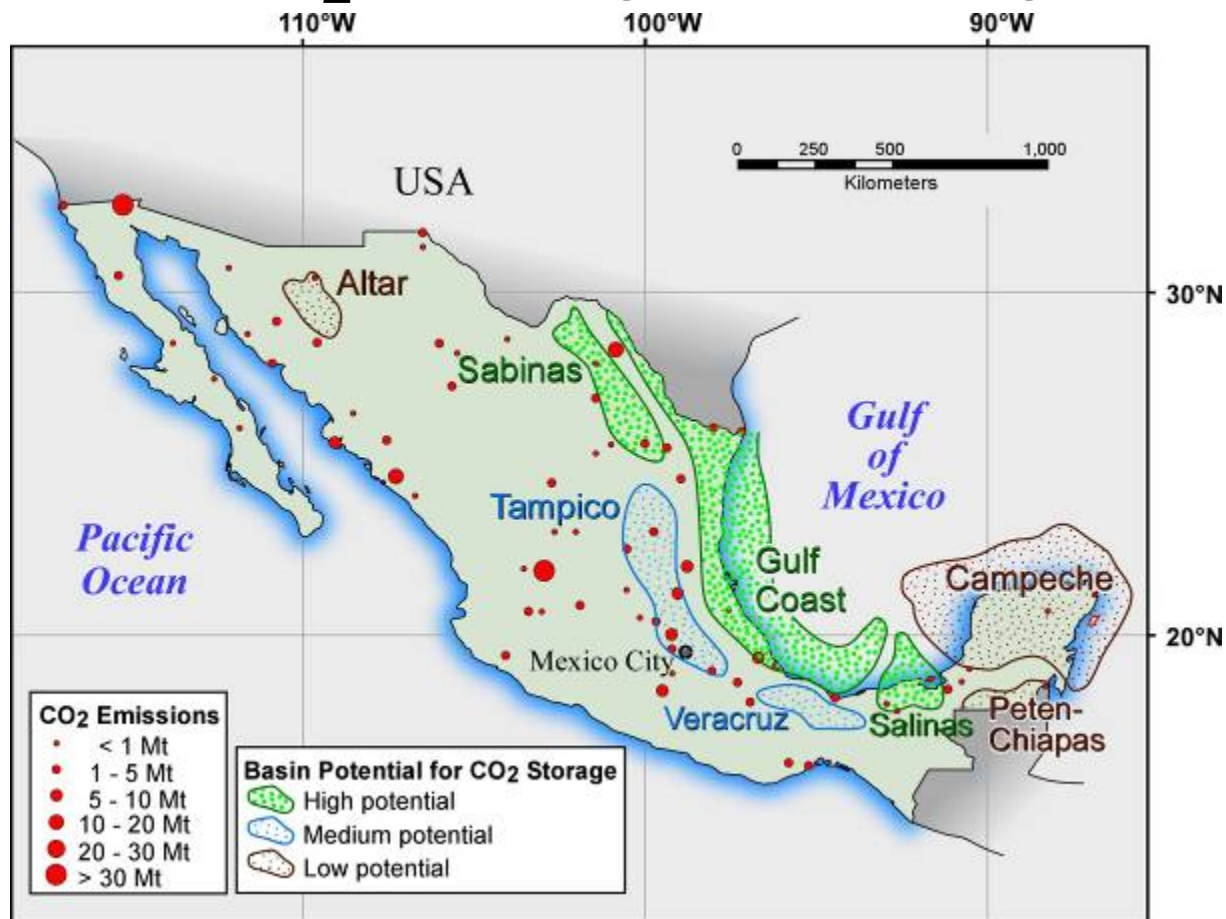 110°W 100°W 90°W
0 250 500 1,000
Kilometers
USA
30°N
Altar
Sabinas
Gulf
of
Mexico
Tampico
Pacific
Ocean
Gulf
Coast
Campeche
20°N
Mexico City
Veracruz
Salinas
Peten-
Chiapas
CO2 Emissions
< 1 Mt
1 - 5 Mt
5 - 10 Mt
10 - 20 Mt
20 - 30 Mt
> 30 Mt
Basin Potential for CO2 Storage
High potential
Medium potential
Low potential